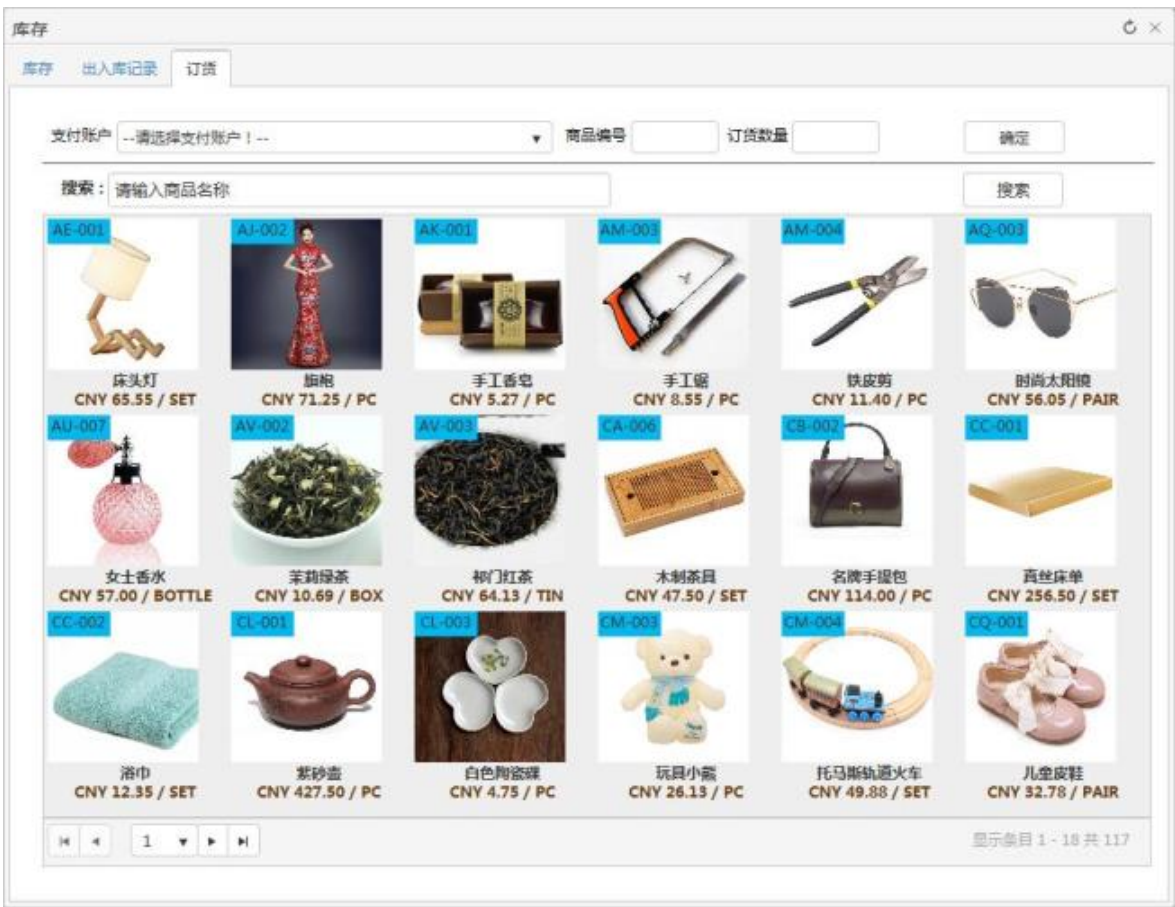 库存
库存 出入库记录 订货
支付账户 --请选择支付账户！-- 商品编号 订货数量 确定
搜索： 请输入商品名称 搜索
AE-001 AJ-002 AK-001 AM-003 AM-004 AQ-003
床头灯 旗袍 手工香皂 手工锯 铁皮剪 时尚太阳镜
CNY 65.55 / SET CNY 71.25 / PC CNY 5.27 / PC CNY 8.55 / PC CNY 11.40 / PC CNY 56.05 / PAIR
AU-007 AV-002 AV-003 CA-006 CB-002 CC-001
女士香水 茉莉绿茶 祁门红茶 木制茶具 名牌手提包 真丝床单
CNY 57.00 / BOTTLE CNY 10.69 / BOX CNY 64.13 / TIN CNY 47.50 / SET CNY 114.00 / PC CNY 256.50 / SET
CC-002 CL-001 CL-003 CM-003 CM-004 CQ-001
浴巾 紫砂壶 白色陶瓷碟 玩具小熊 托马斯轨道火车 儿童皮鞋
CNY 12.35 / SET CNY 427.50 / PC CNY 4.75 / PC CNY 26.13 / PC CNY 49.88 / SET CNY 32.78 / PAIR
1 显示条目 1 - 18 共 117